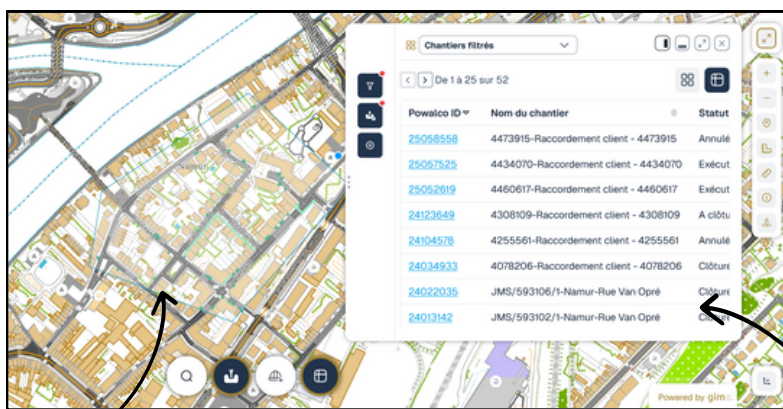 Chantiers filtrés
De 1 à 25 sur 52
Powalco ID Nom du chantier Statut
25058558 4473915-Raccordement client - 4473915 Annulé
25057525 4434070-Raccordement client - 4434070 Exécut
25052619 4460617-Raccordement client - 4460617 Exécut
24123649 4308109-Raccordement client - 4308109 A clôtu
24104578 4255561-Raccordement client - 4255561 Annulé
24034933 4078206-Raccordement client - 4078206 Clôture
24022035 JMS/593106/1-Namur-Rue Van Opré
24013142 JMS/593102/1-Namur-Rue Van Opré
Powered by gim